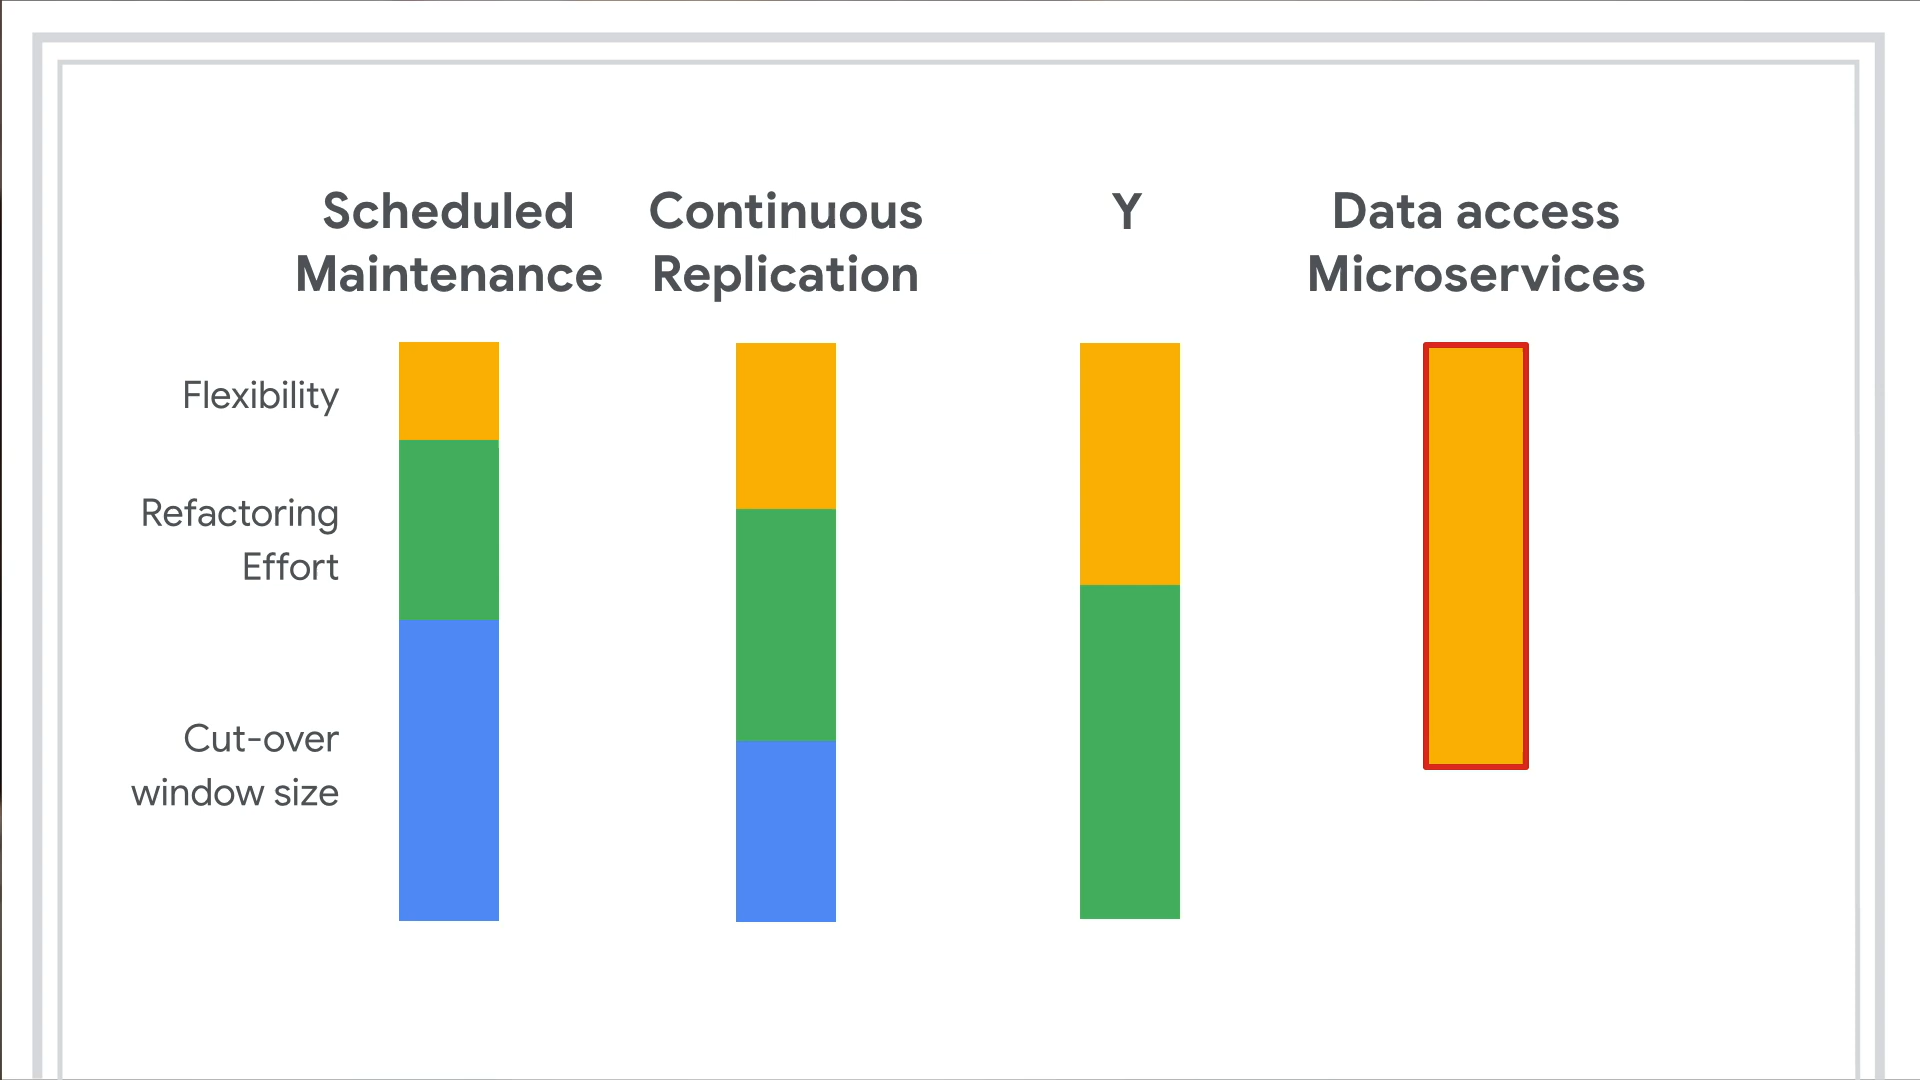 Scheduled
Maintenance
Continuous
Replication
Y
Data access
Microservices
Flexibility
Refactoring
Effort
Cut-over
window size